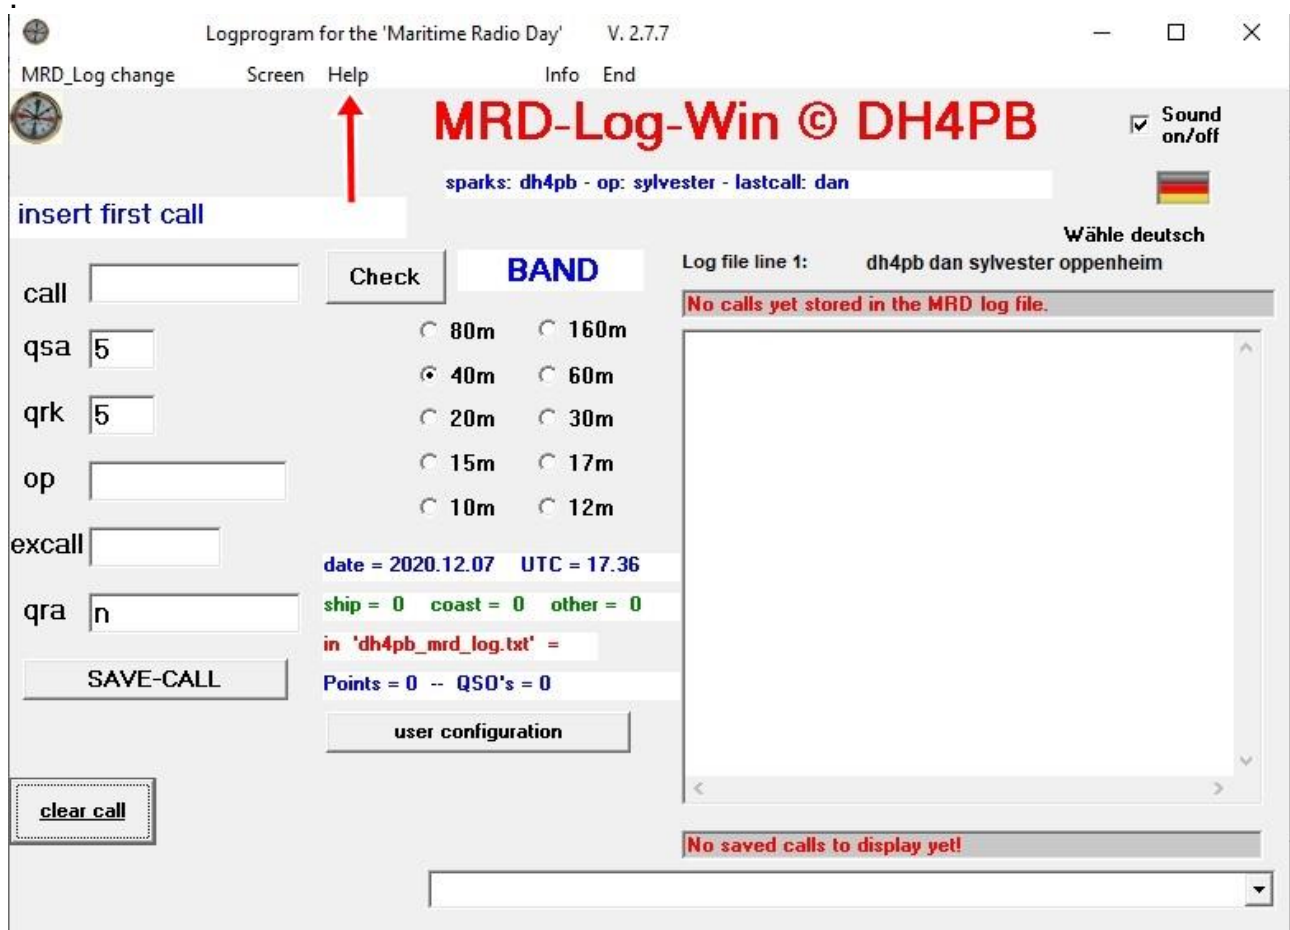 Logprogram for the 'Maritime Radio Day' V. 2.7.7
MRD_Log change Screen Help Info End
MRD-Log-Win © DH4PB
Sound
on/off
sparks: dh4pb - op: sylvester - lastcall: dan
insert first call
Wähle deutsch
call
Check
BAND
Log file line 1: dh4pb dan sylvester oppenheim
No calls yet stored in the MRD log file.
80m 160m
qsa 5
40m 60m
qrk 5
20m 30m
15m 17m
op
10m 12m
excall
date = 2020.12.07 UTC = 17.36
qra n
ship = 0 coast = 0 other = 0
in 'dh4pb_mrd_log.txt' =
SAVE-CALL
Points = 0 -- QSO's = 0
user configuration
clear call
No saved calls to display yet!